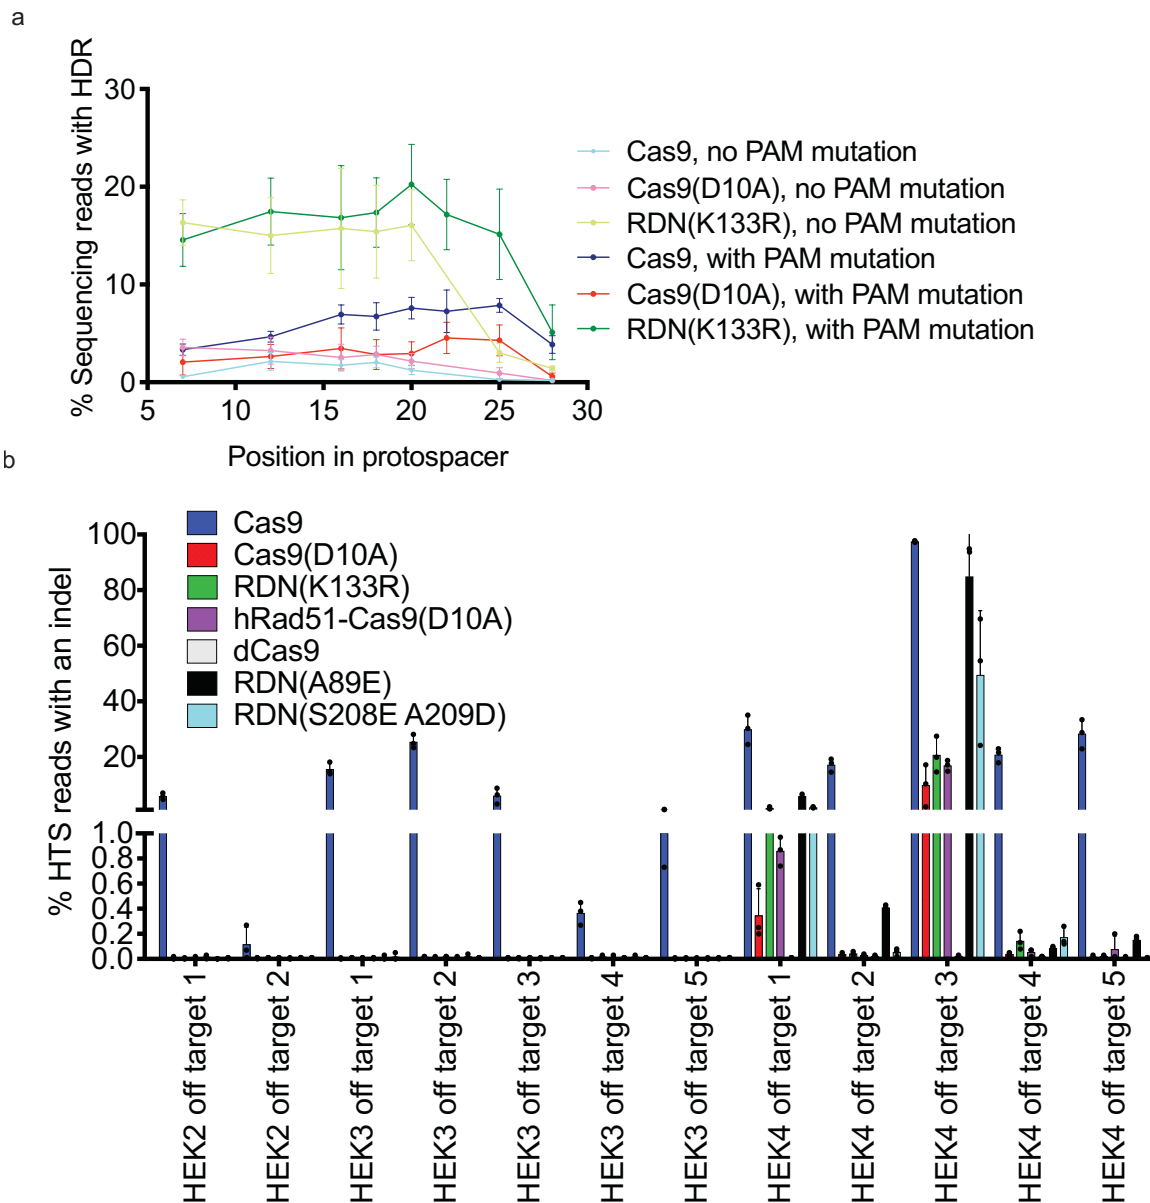 a
% Sequencing reads with HDR
30
20
10
0
5
10
15
20
25
30
Position in protospacer
Cas9, no PAM mutation
Cas9(D10A), no PAM mutation
RDN(K133R), no PAM mutation
Cas9, with PAM mutation
Cas9(D10A), with PAM mutation
RDN(K133R), with PAM mutation
b
% HTS reads with an indel
100
80
60
40
20
1.0
0.8
0.6
0.4
0.2
0.0
Cas9
Cas9(D10A)
RDN(K133R)
hRad51-Cas9(D10A)
dCas9
RDN(A89E)
RDN(S208E A209D)
HEK2 off target 1
HEK2 off target 2
HEK3 off target 1
HEK3 off target 2
HEK3 off target 3
HEK3 off target 4
HEK3 off target 5
HEK4 off target 1
HEK4 off target 2
HEK4 off target 3
HEK4 off target 4
HEK4 off target 5